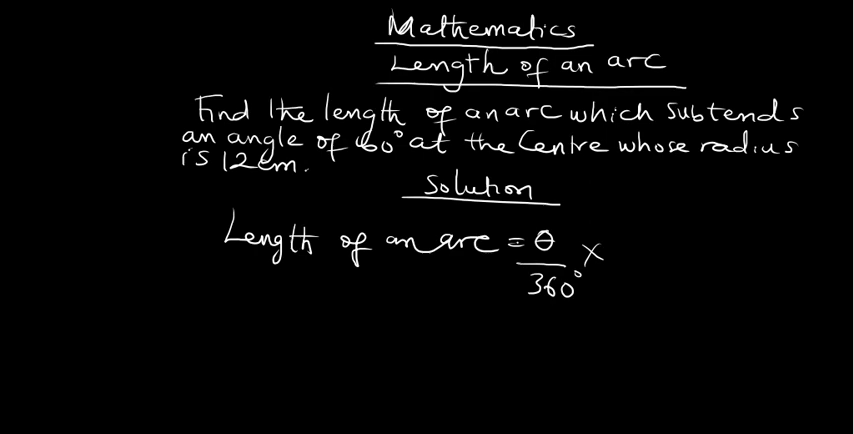 Mathematics
Length of an arc
Find the length of an arc which subtends
an angle of 60° at the Centre whose radius
is 12cm.
Solution
Length of an arc = θ/360° ×